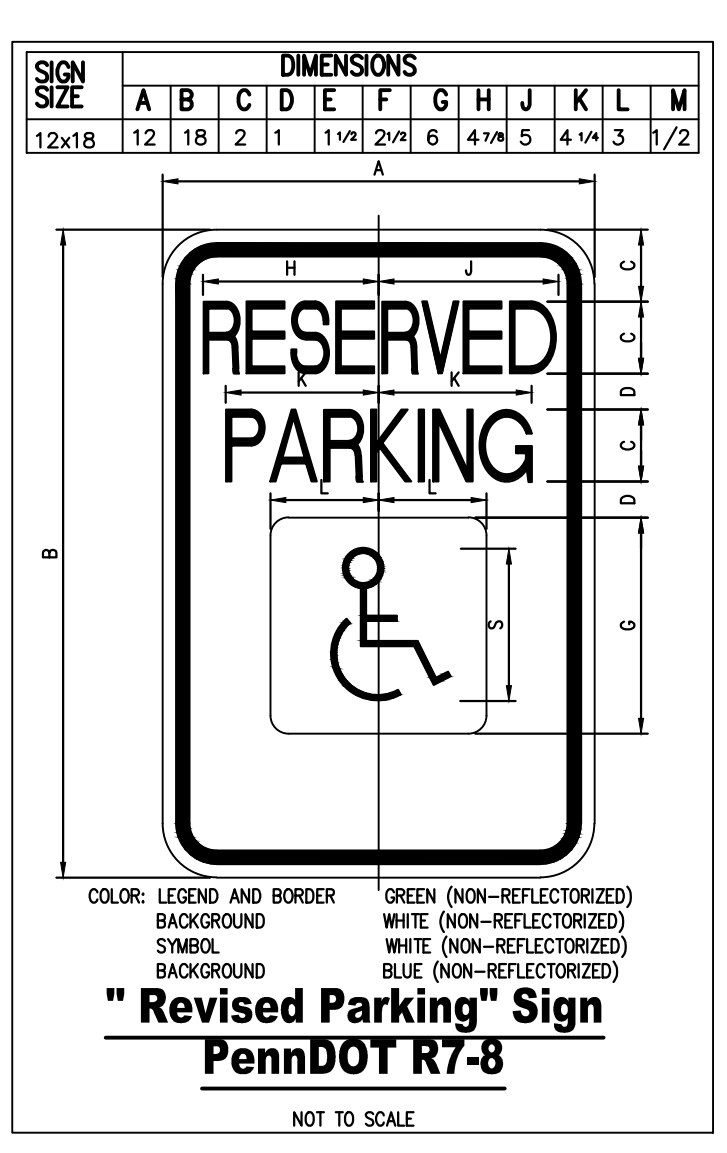 SIGN SIZE DIMENSIONS
A B C D E F G H J K L M
12x18 12 18 2 1 1 1/2 2 1/2 6 4 7/8 5 4 1/4 3 1/2
A
C
H J
RESERVED
C
K K
D
PARKING
C
L L
D
B
S
G
COLOR: LEGEND AND BORDER GREEN (NON-REFLECTORIZED)
BACKGROUND WHITE (NON-REFLECTORIZED)
SYMBOL WHITE (NON-REFLECTORIZED)
BACKGROUND BLUE (NON-REFLECTORIZED)
" Revised Parking" Sign
PennDOT R7-8
NOT TO SCALE